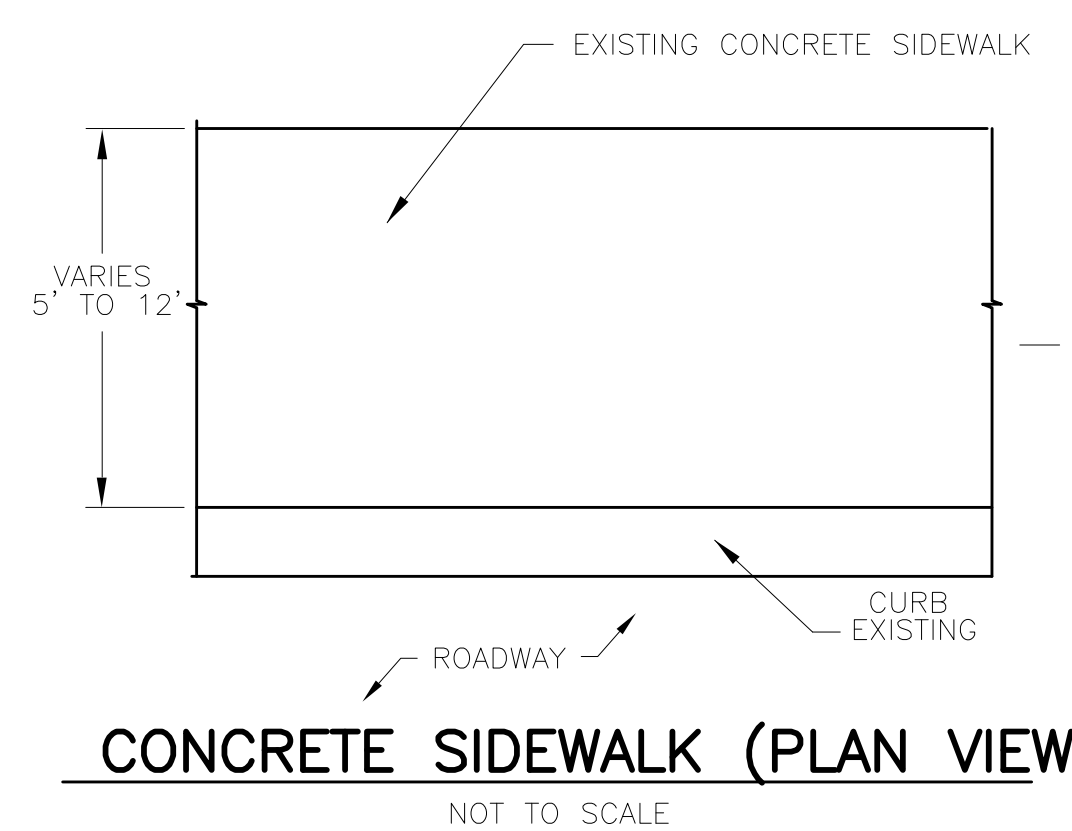 EXISTING CONCRETE SIDEWALK
VARIES
5' TO 12'
CURB
EXISTING
ROADWAY
CONCRETE SIDEWALK (PLAN VIEW
NOT TO SCALE